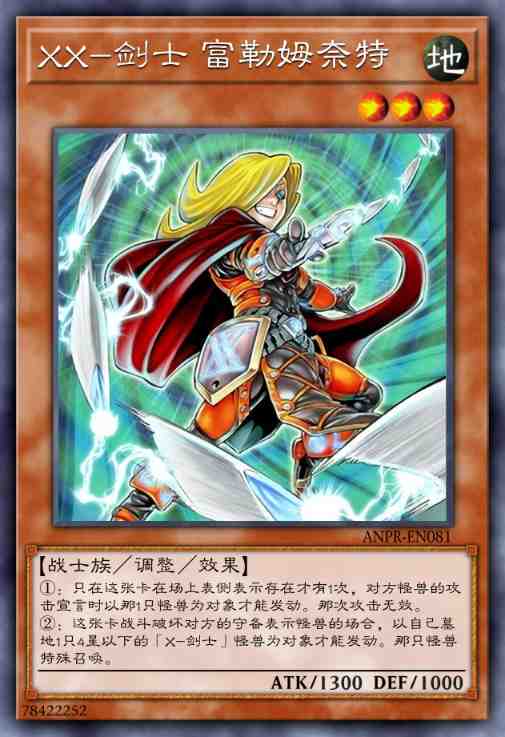 XX-剑士 富勒姆奈特
地
ANPR-EN081
【战士族／调整／效果】
①：只在这张卡在场上表侧表示存在才有1次，对方怪兽的攻
击宣言时以那1只怪兽为对象才能发动。那次攻击无效。
②：这张卡战斗破坏对方的守备表示怪兽的场合，以自己墓
地1只4星以下的「X-剑士」怪兽为对象才能发动。那只怪兽
特殊召唤。
ATK/1300 DEF/1000
78422252